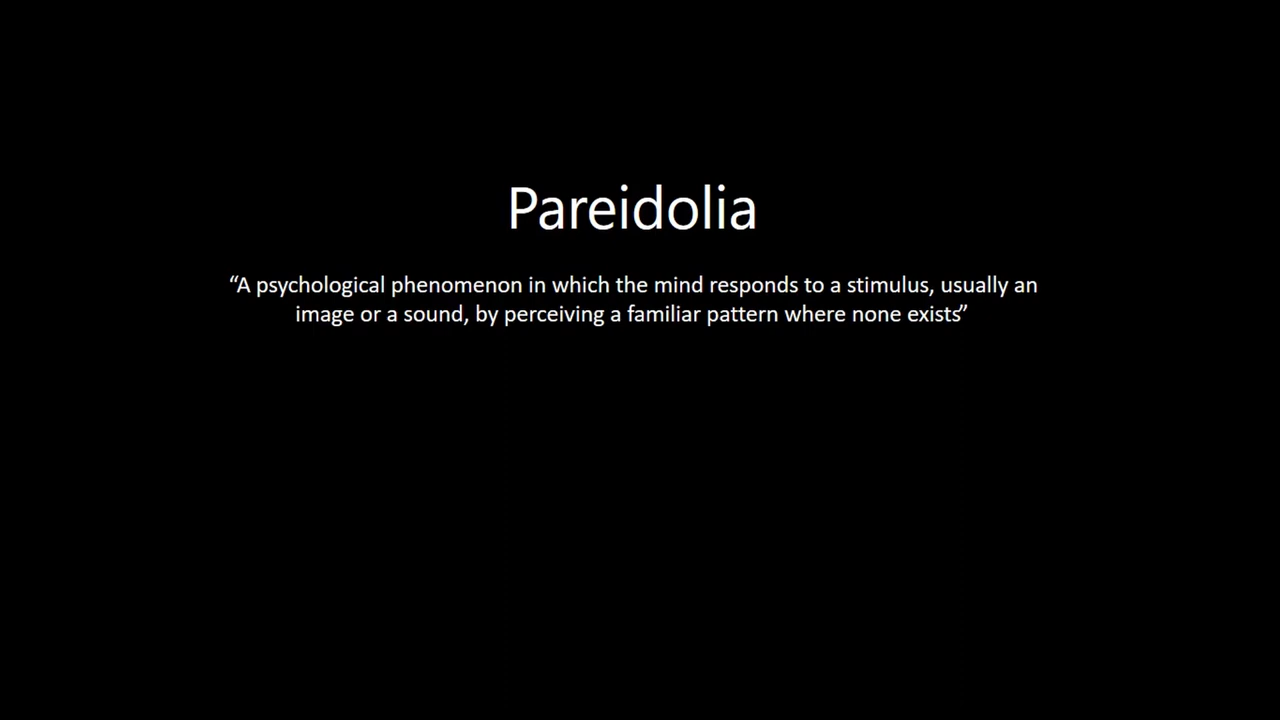 Pareidolia
“A psychological phenomenon in which the mind responds to a stimulus, usually an
image or a sound, by perceiving a familiar pattern where none exists”